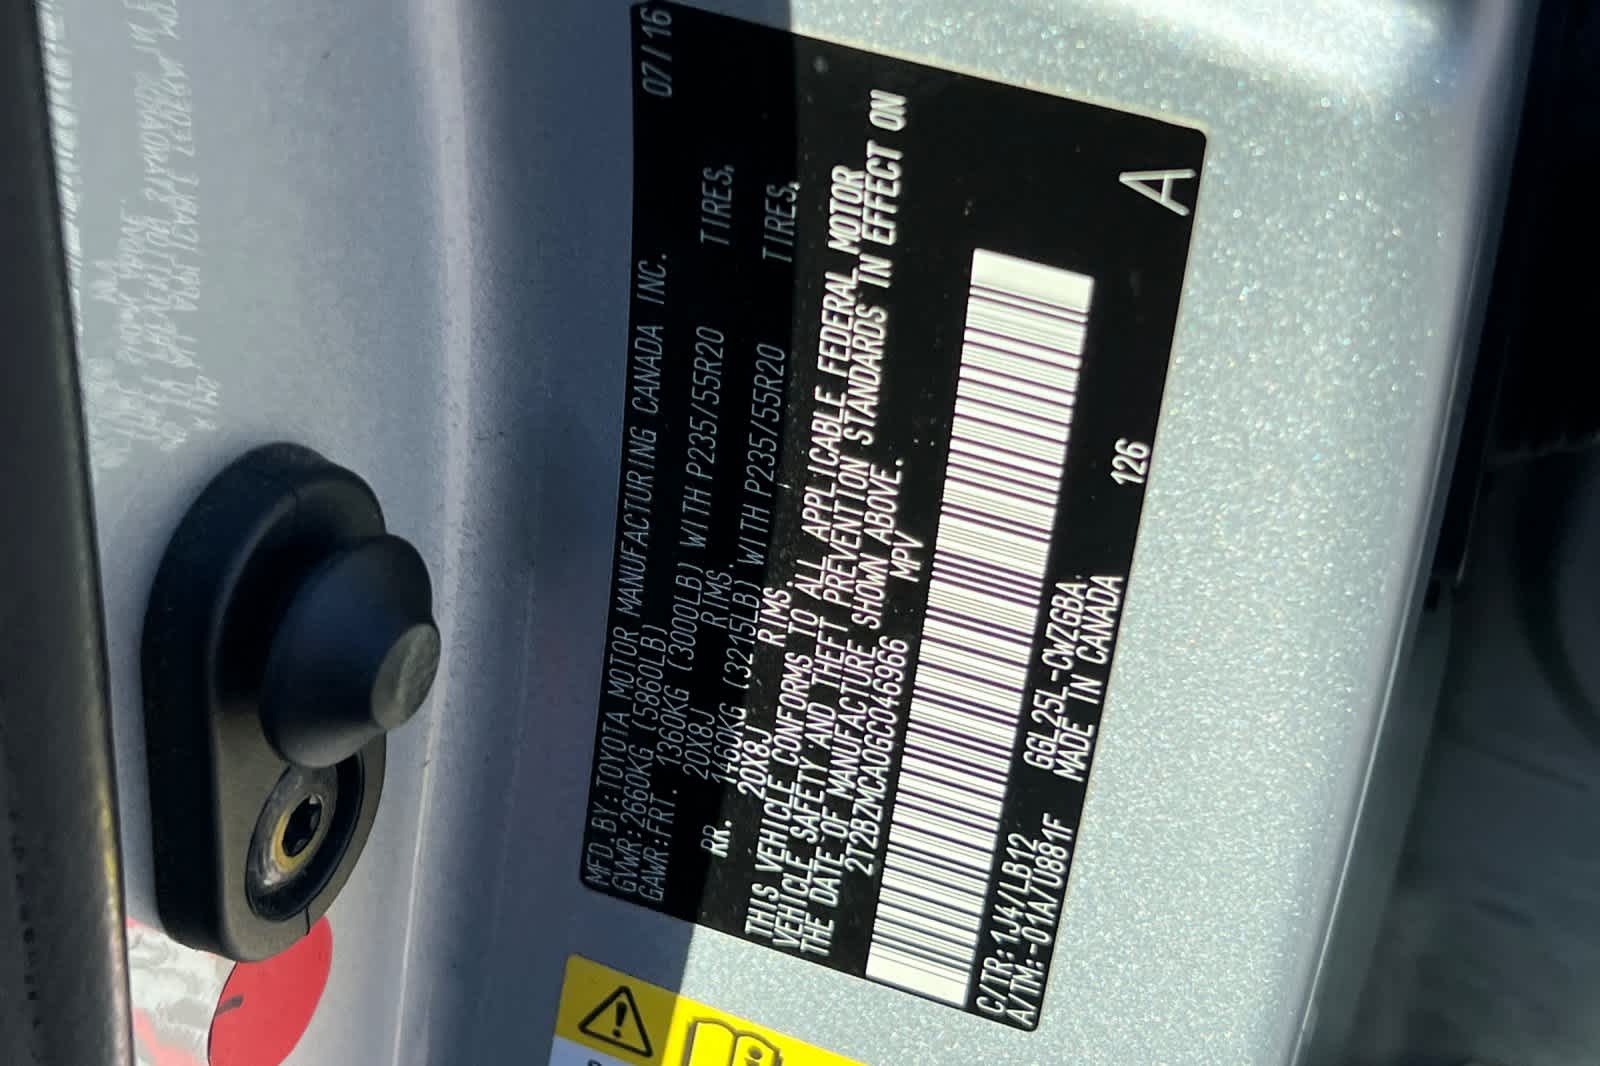 MFD.BY:TOYOTA MOTOR MANUFACTURING CANADA INC. 07/16
GVWR:2660KG (5860LB)
GAWR:FRT. 1360KG (3000LB) WITH P235/55R20 TIRES,
20X8J RIMS.
RR. 1460KG (3215LB) WITH P235/55R20 TIRES,
20X8J RIMS.
THIS VEHICLE CONFORMS TO ALL APPLICABLE FEDERAL MOTOR
VEHICLE SAFETY AND THEFT PREVENTION STANDARDS IN EFFECT ON
THE DATE OF MANUFACTURE SHOWN ABOVE.
2T2BZMCA0GC046966 MPV
C/TR:1J4/LB12 GGL25L-CWZGBA 126 A
A/TM:-01A/U881F MADE IN CANADA